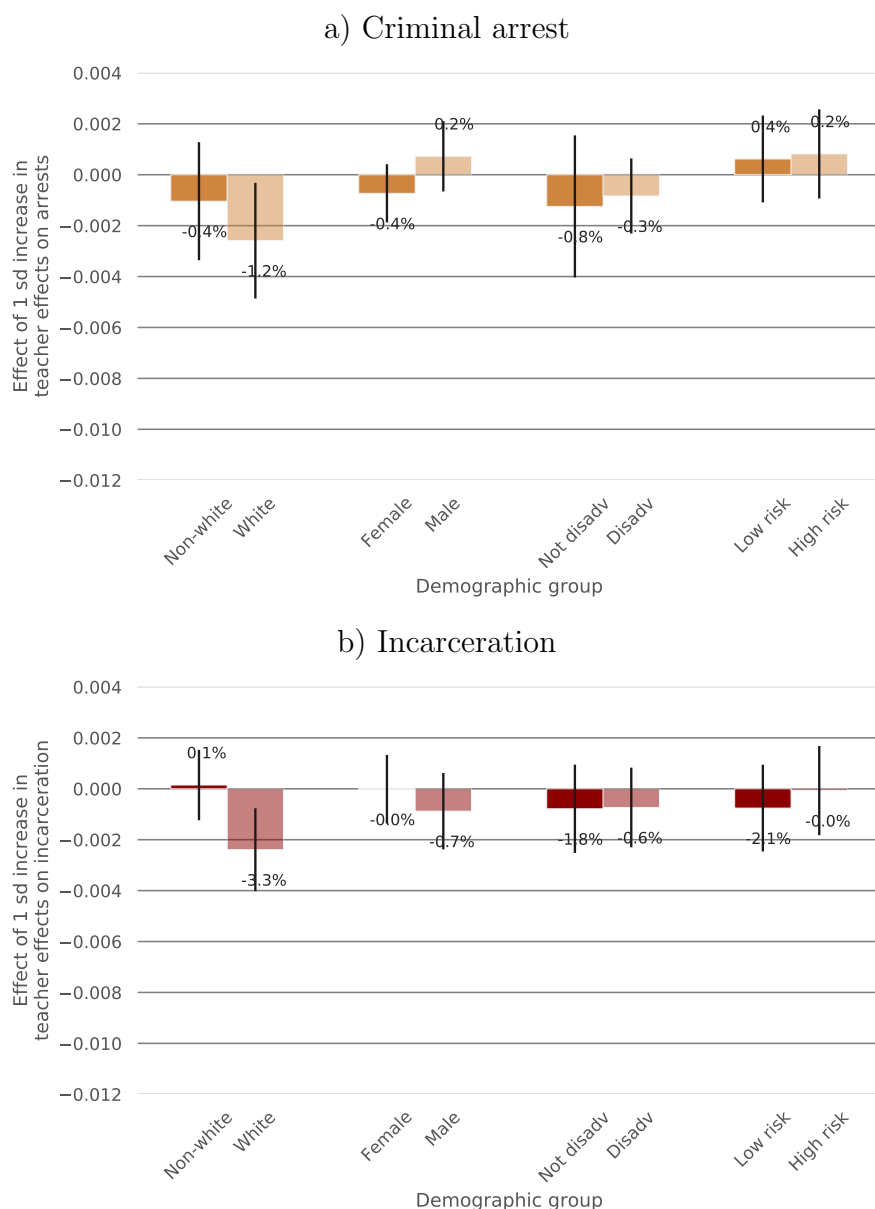 a) Criminal arrest
Effect of 1 sd increase in
teacher effects on arrests
0.004
0.002
0.000
−0.002
−0.004
−0.006
−0.008
−0.010
−0.012
-0.4%
-1.2%
-0.4%
0.2%
-0.8%
-0.3%
0.4%
0.2%
Non-white
White
Female
Male
Not disadv
Disadv
Low risk
High risk
Demographic group
b) Incarceration
Effect of 1 sd increase in
teacher effects on incarceration
0.004
0.002
0.000
−0.002
−0.004
−0.006
−0.008
−0.010
−0.012
0.1%
-3.3%
-0.0%
-0.7%
-1.8%
-0.6%
-2.1%
-0.0%
Non-white
White
Female
Male
Not disadv
Disadv
Low risk
High risk
Demographic group